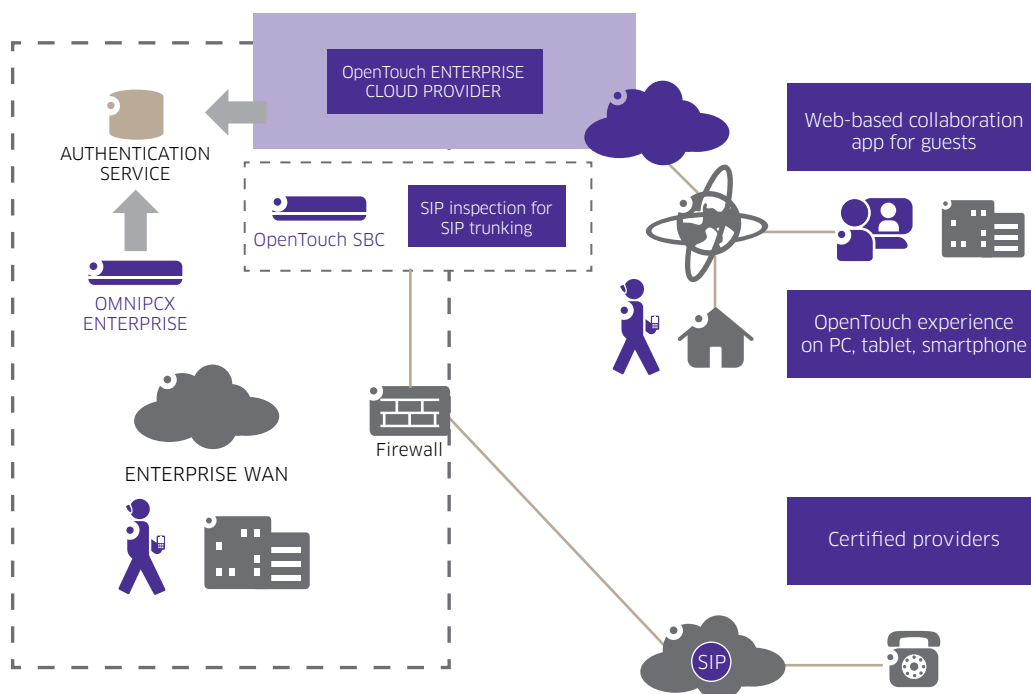 OpenTouch ENTERPRISE
CLOUD PROVIDER
Web-based collaboration
app for guests
AUTHENTICATION
SERVICE
OpenTouch SBC
SIP inspection for
SIP trunking
OMNIPCX
ENTERPRISE
OpenTouch experience
on PC, tablet, smartphone
Firewall
ENTERPRISE WAN
Certified providers
SIP